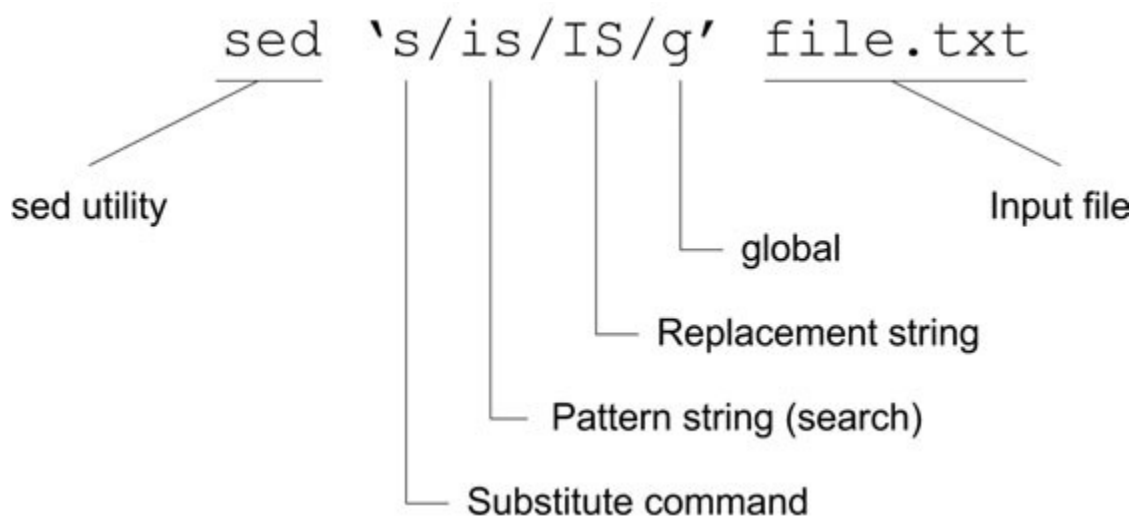 sed ‘s/is/IS/g’ file.txt
sed utility
Input file
global
Replacement string
Pattern string (search)
Substitute command